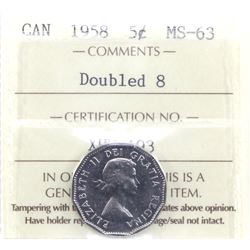 CAN 1958 5¢ MS-63
COMMENTS
Doubled 8
CERTIFICATION NO.
ELIZABETH II DEI GRATIA REGINA
IN O THIS IS A
GEN ITEM.
Tampering with ates above opinion.
Have holder re age/seal not intact.